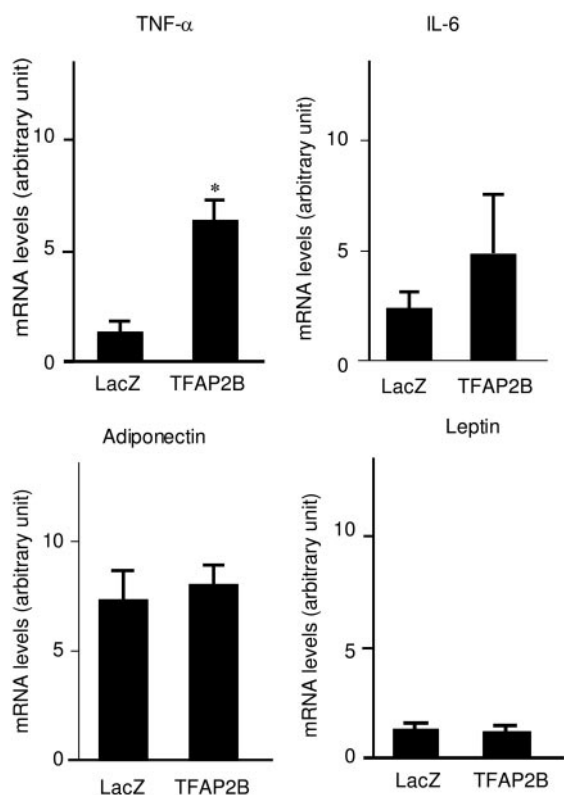 TNF-α
mRNA levels (arbitrary unit)
10
5
0
*
LacZ TFAP2B
IL-6
mRNA levels (arbitrary unit)
10
5
0
LacZ TFAP2B
Adiponectin
mRNA levels (arbitrary unit)
10
5
0
LacZ TFAP2B
Leptin
mRNA levels (arbitrary unit)
10
5
0
LacZ TFAP2B